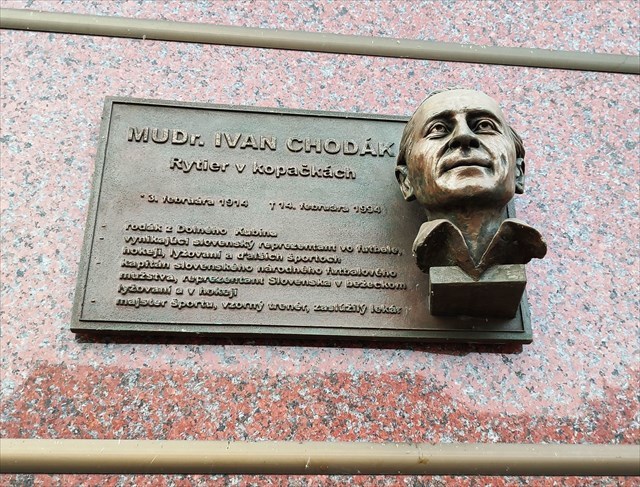 MUDr. IVAN CHODÁK
Rytier v kopačkách
* 3. februára 1914 † 14. februára 1994
rodák z Dolného Kubína
vynikajúci slovenský reprezentant vo futbale,
hokeji, lyžovaní a ďalších športoch
kapitán slovenského národného futbalového
mužstva, reprezentant Slovenska v bežeckom
lyžovaní a v hokeji
majster športu, vzorný tréner, zaslúžilý lekár